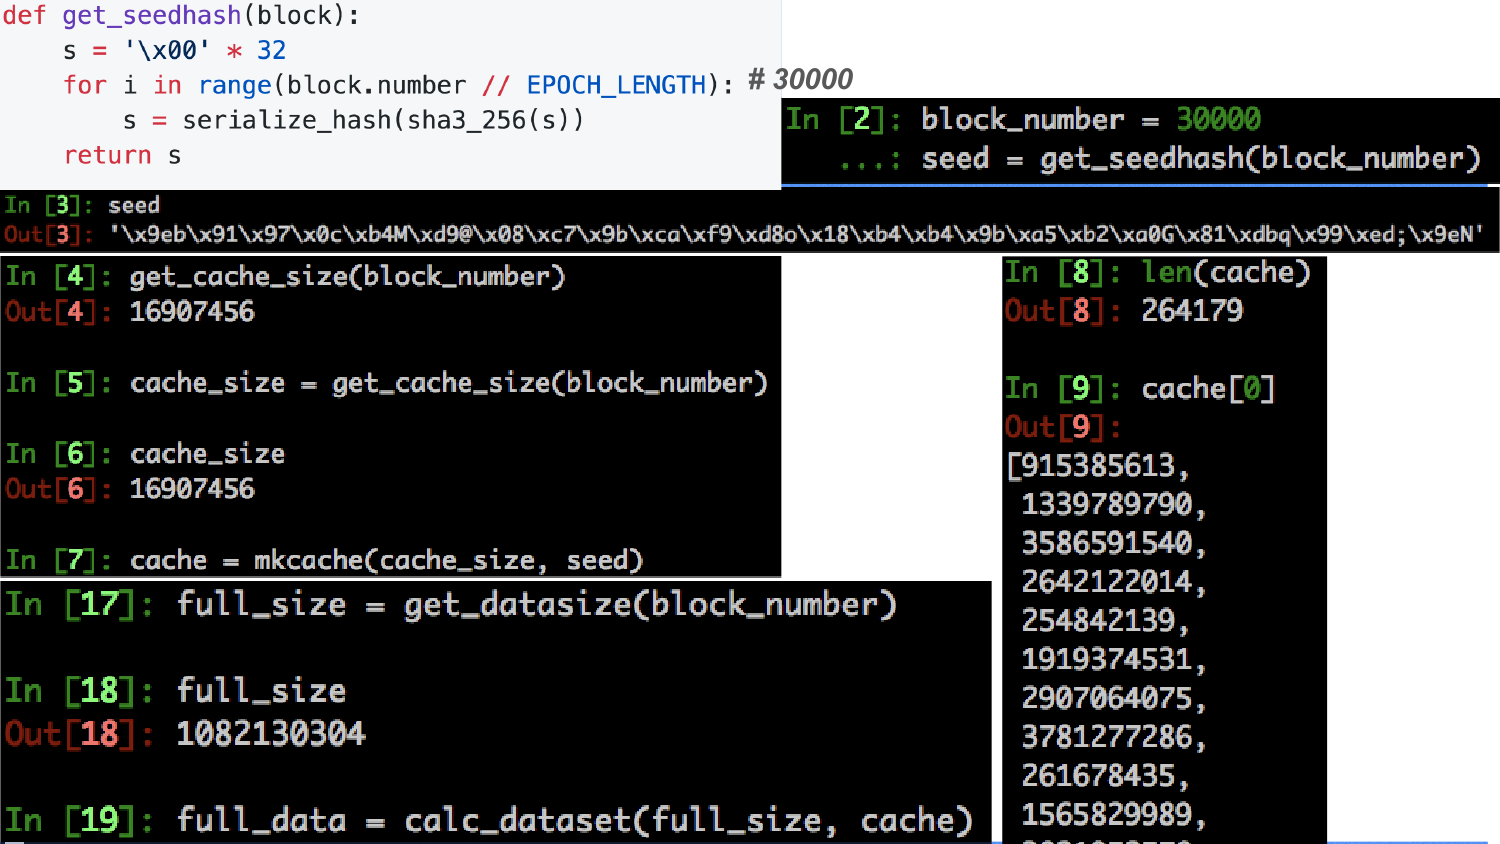 def get_seedhash(block):
s = '\x00' * 32
for i in range(block.number // EPOCH_LENGTH): # 30000
s = serialize_hash(sha3_256(s))
return s
In [2]: block_number = 30000
...: seed = get_seedhash(block_number)
In [3]: seed
Out[3]: '\x9eb\x91\x97\x0c\xb4M\xd9@\x08\xc7\x9b\xca\xf9\xd8o\x18\xb4\xb4\x9b\xa5\xb2\xa0G\x81\xdbq\x99\xed;\x9eN'
In [4]: get_cache_size(block_number)
Out[4]: 16907456
In [5]: cache_size = get_cache_size(block_number)
In [6]: cache_size
Out[6]: 16907456
In [7]: cache = mkcache(cache_size, seed)
In [8]: len(cache)
Out[8]: 264179
In [9]: cache[0]
Out[9]:
[915385613,
1339789790,
3586591540,
2642122014,
254842139,
1919374531,
2907064075,
3781277286,
261678435,
1565829989,
In [17]: full_size = get_datasize(block_number)
In [18]: full_size
Out[18]: 1082130304
In [19]: full_data = calc_dataset(full_size, cache)